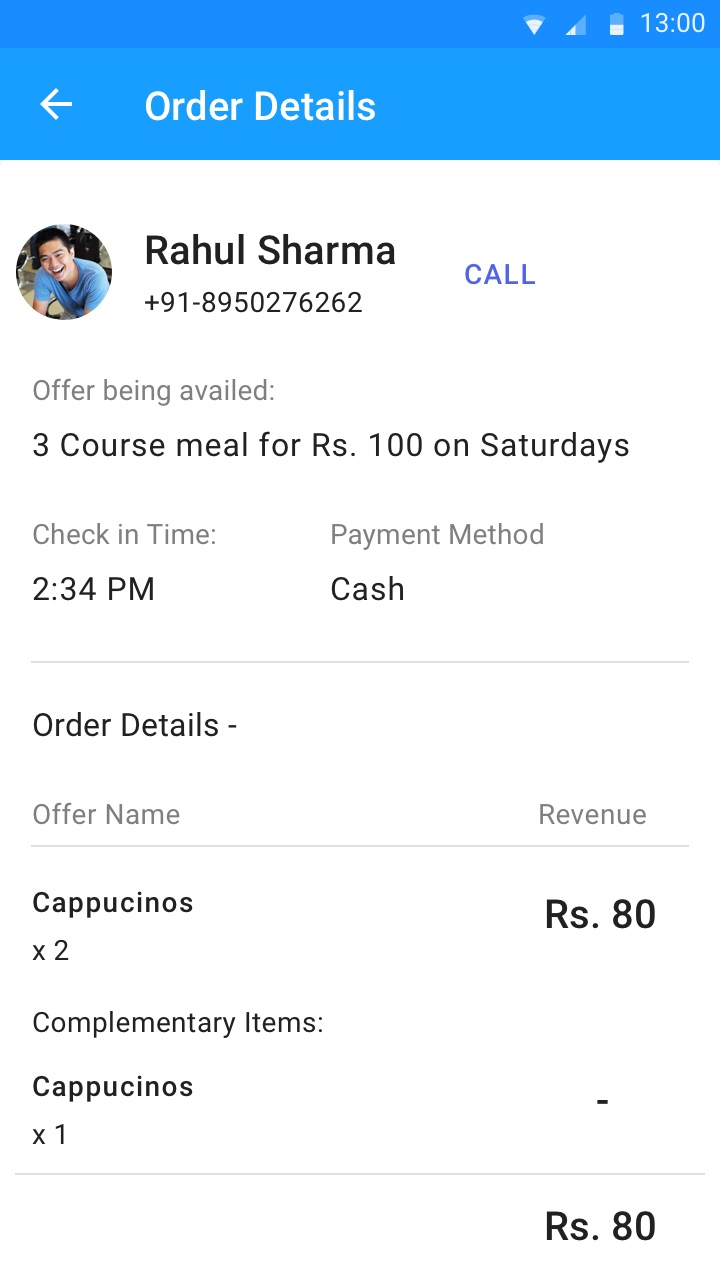 13:00
Order Details
Rahul Sharma
+91-8950276262
CALL
Offer being availed:
3 Course meal for Rs. 100 on Saturdays
Check in Time: Payment Method
2:34 PM Cash
Order Details -
Offer Name Revenue
Cappucinos
Rs. 80
x 2
Complementary Items:
Cappucinos
-
x 1
Rs. 80